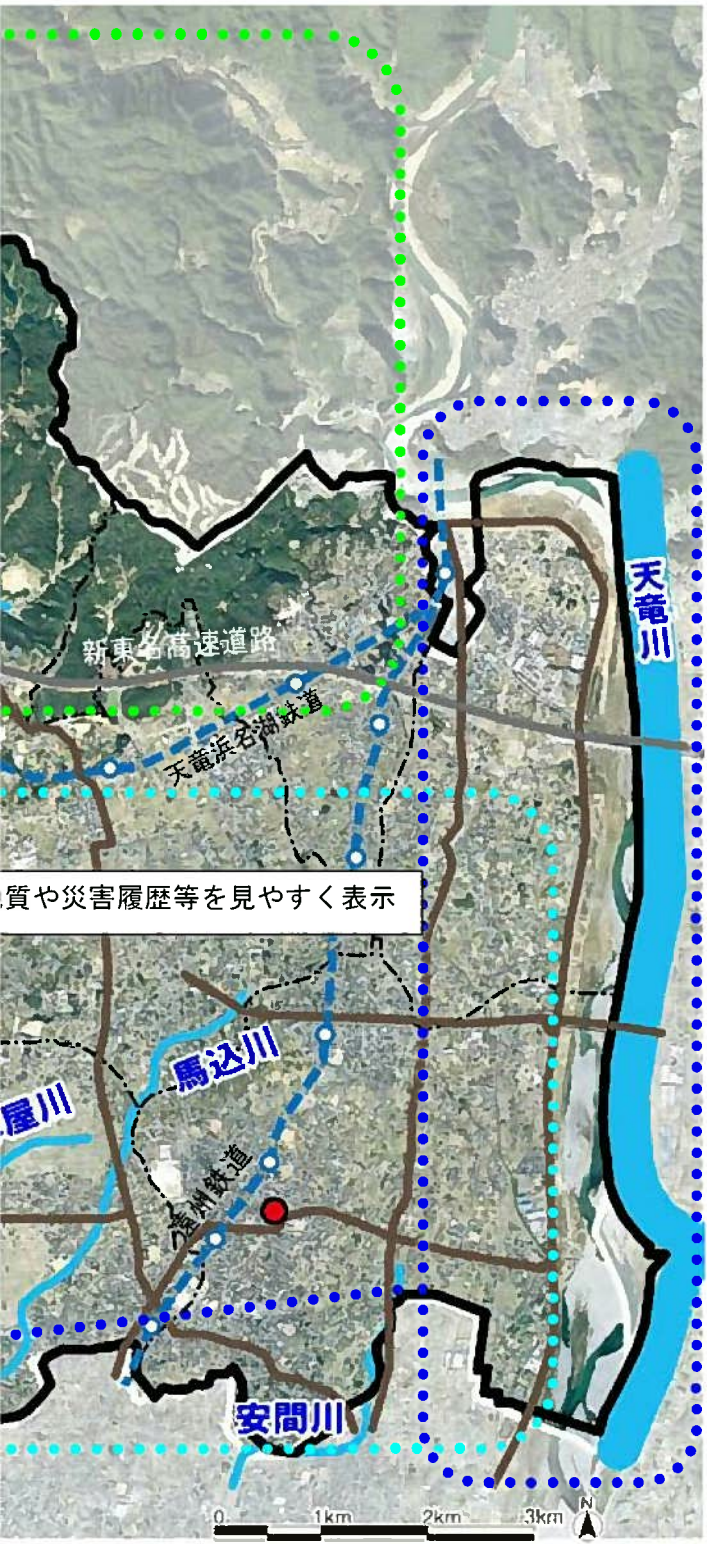 天竜川
新東名高速道路
天竜浜名湖鉄道
質や災害履歴等を見やすく表示
馬込川
屋川
遠州鉄道
安間川
0 1km 2km 3km N